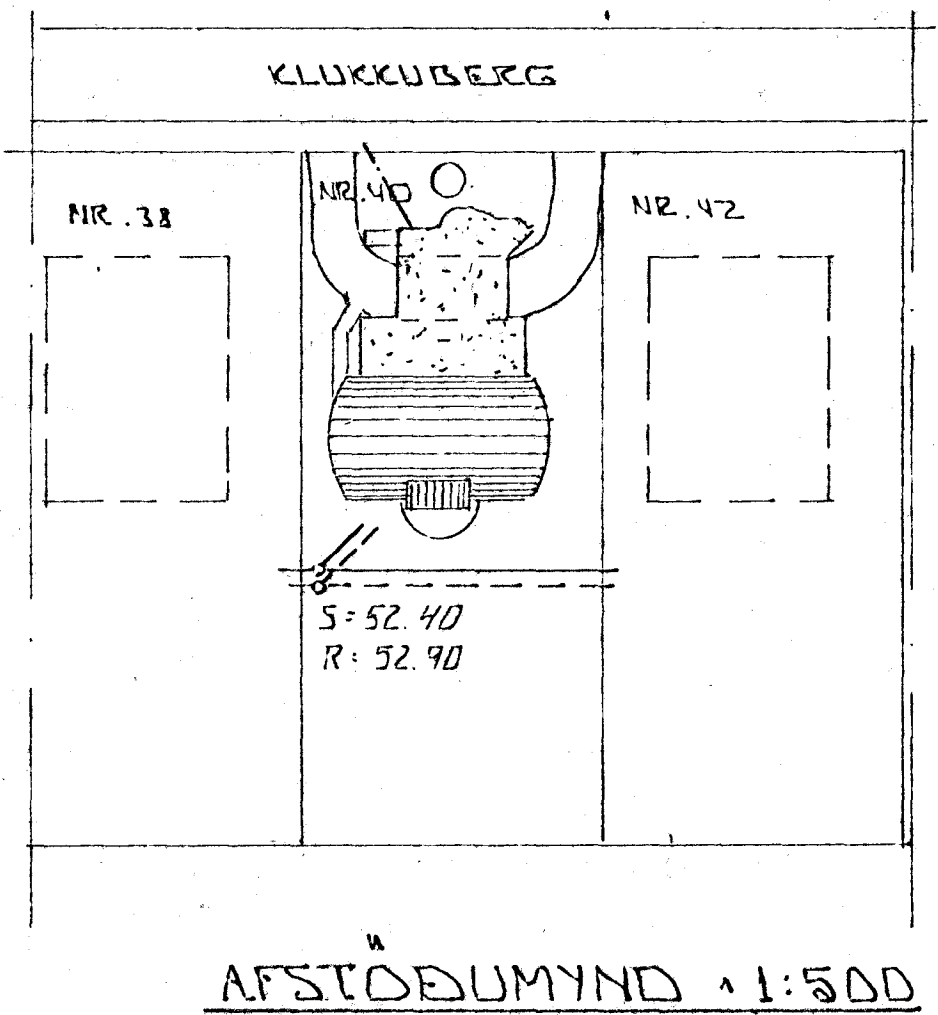 KLUKKUBERG
NR. 38
NR. 40
NR. 42
S = 52.40
R = 52.90
AFSTÖÐUMYND 1:500